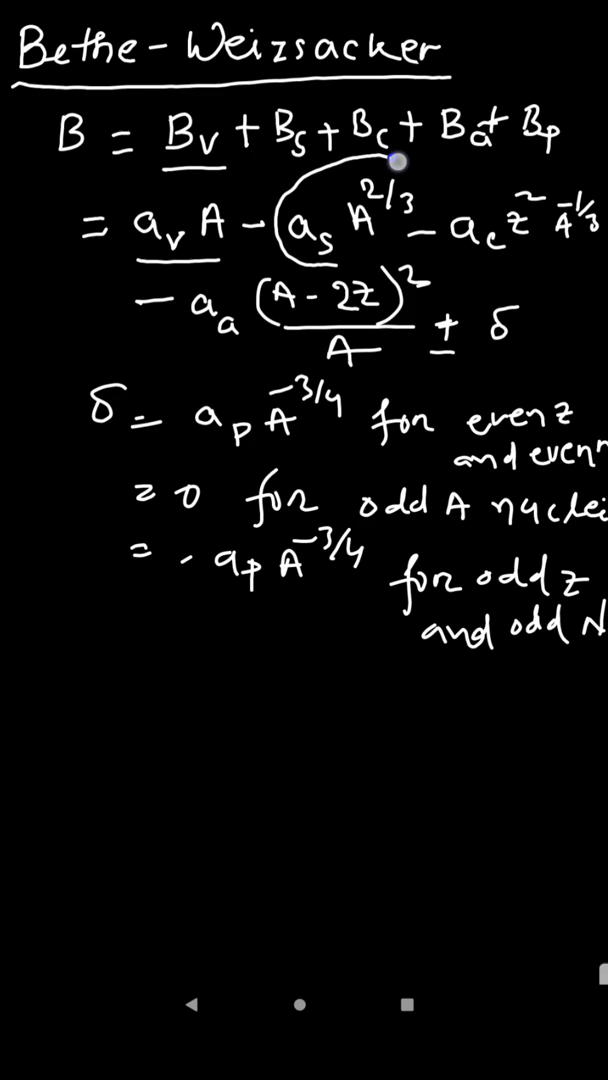 Bethe - Weizsacker
B = Bv + Bs + Bc + Ba + Bp
= av A - as A^2/3 - ac z^2 A^-1/3
- aa (A - 2z)^2 / A ± δ
δ = ap A^-3/4 for even z
and even
= 0 for odd A nuclei
= - ap A^-3/4 for odd z
and odd N